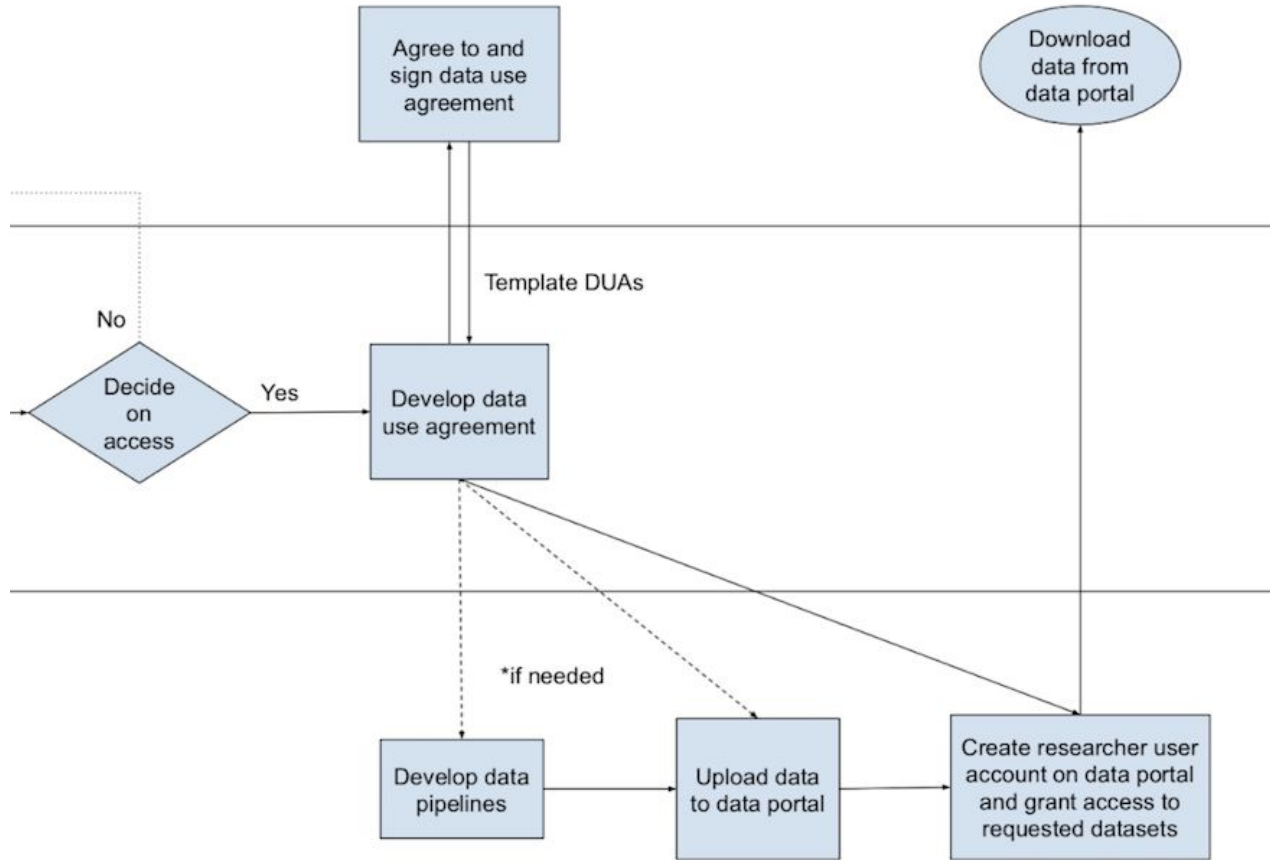 Agree to and
sign data use
agreement
Download
data from
data portal
Template DUAs
No
Decide
on
access
Yes
Develop data
use agreement
*if needed
Develop data
pipelines
Upload data
to data portal
Create researcher user
account on data portal
and grant access to
requested datasets